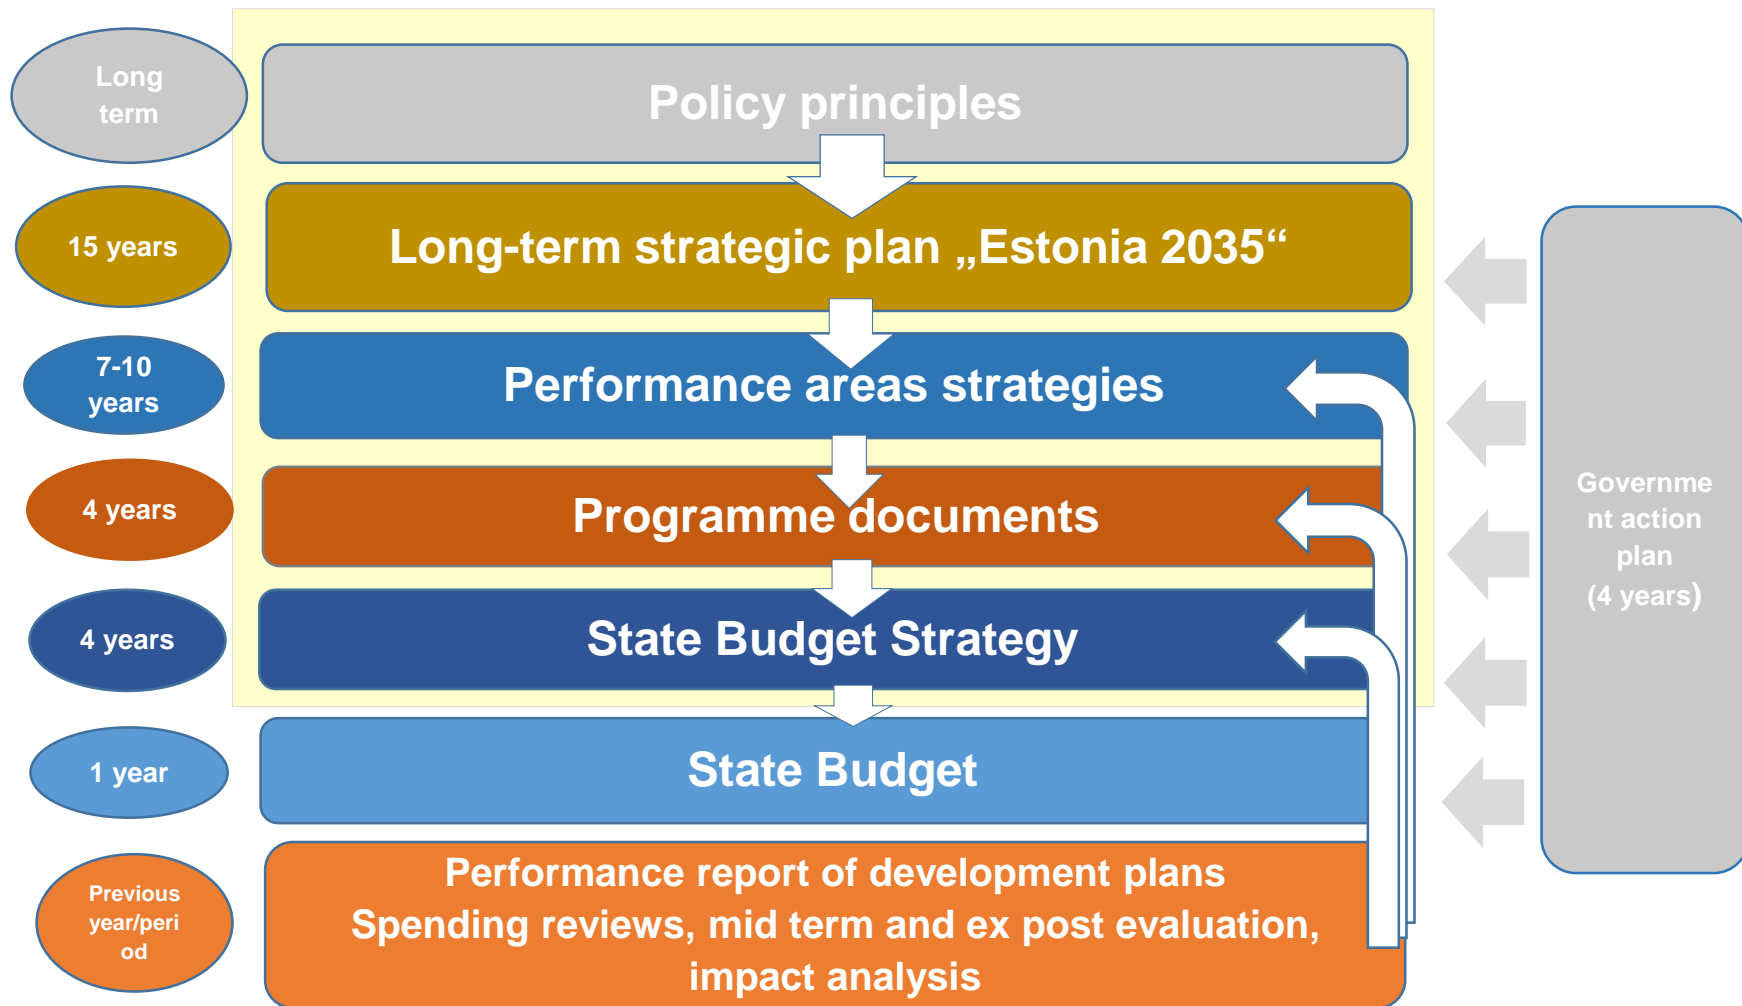 Long
term
Policy principles
15 years
Long-term strategic plan „Estonia 2035“
7-10
years
Performance areas strategies
4 years
Programme documents
4 years
State Budget Strategy
1 year
State Budget
Previous
year/peri
od
Performance report of development plans
Spending reviews, mid term and ex post evaluation,
impact analysis
Governme
nt action
plan
(4 years)